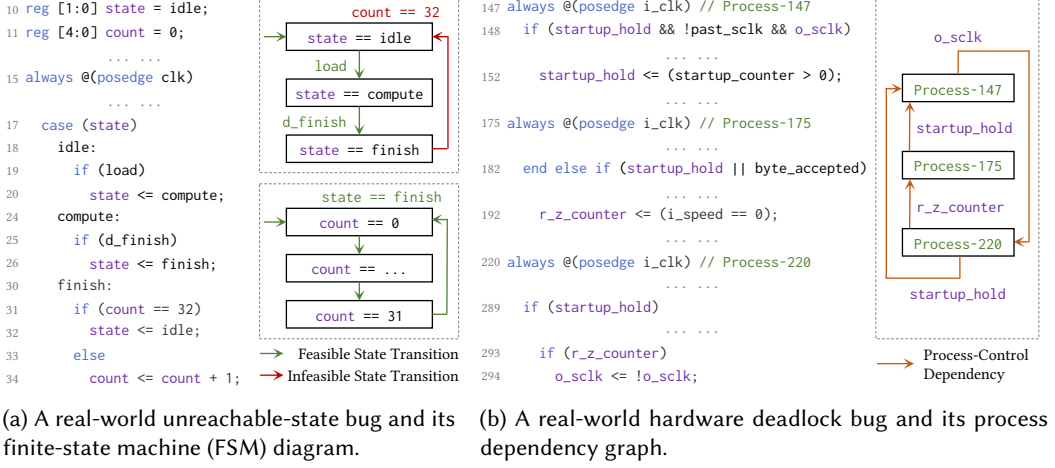 10 reg [1:0] state = idle;
11 reg [4:0] count = 0;
... ...
15 always @(posedge clk)
... ...
17 case (state)
18 idle:
19 if (load)
20 state <= compute;
24 compute:
25 if (d_finish)
26 state <= finish;
30 finish:
31 if (count == 32)
32 state <= idle;
33 else
34 count <= count + 1;
count == 32
state == idle
load
state == compute
d_finish
state == finish
state == finish
count == 0
count == ...
count == 31
Feasible State Transition
Infeasible State Transition
(a) A real-world unreachable-state bug and its
finite-state machine (FSM) diagram.
147 always @(posedge i_clk) // Process-147
148 if (startup_hold && !past_sclk && o_sclk)
... ...
152 startup_hold <= (startup_counter > 0);
... ...
175 always @(posedge i_clk) // Process-175
... ...
182 end else if (startup_hold || byte_accepted)
... ...
192 r_z_counter <= (i_speed == 0);
... ...
220 always @(posedge i_clk) // Process-220
... ...
289 if (startup_hold)
... ...
293 if (r_z_counter)
294 o_sclk <= !o_sclk;
o_sclk
Process-147
startup_hold
Process-175
r_z_counter
Process-220
startup_hold
Process-Control
Dependency
(b) A real-world hardware deadlock bug and its process
dependency graph.